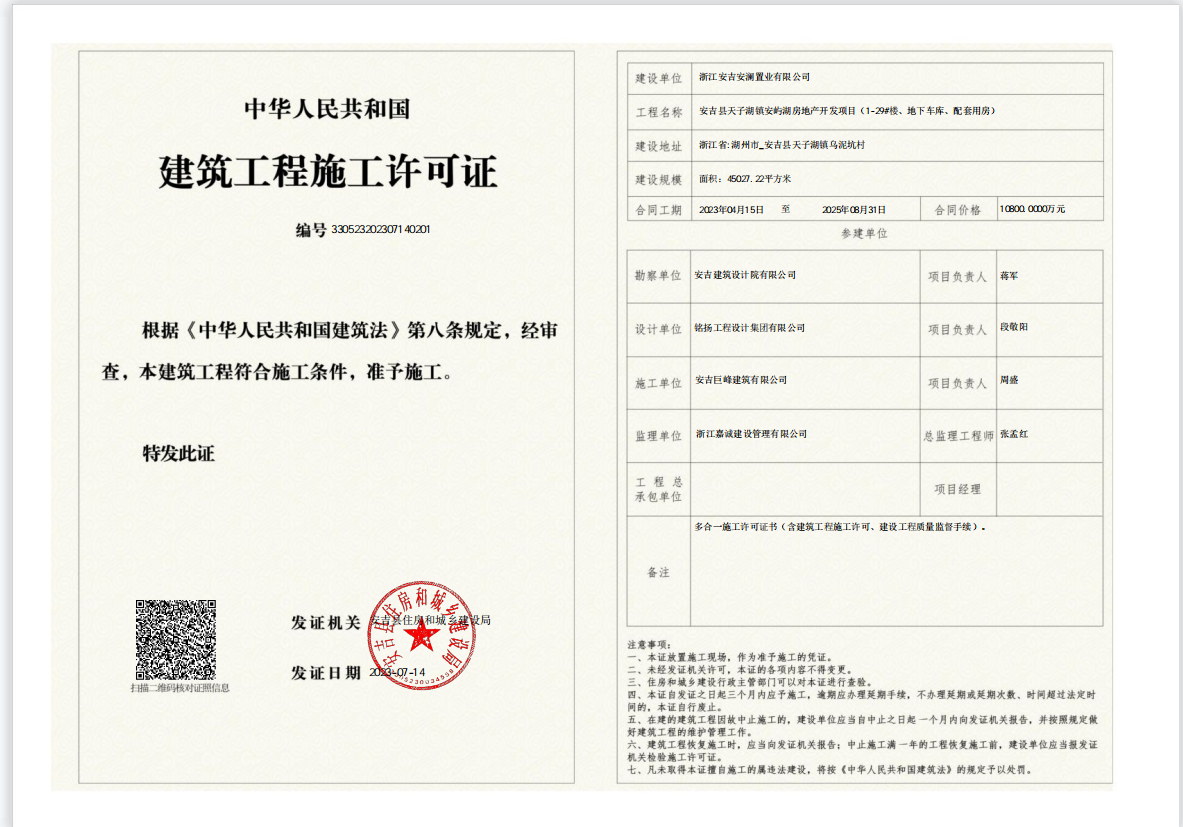 中华人民共和国
建筑工程施工许可证
编号 330523202307140201
根据《中华人民共和国建筑法》第八条规定，经审
查，本建筑工程符合施工条件，准予施工。
特发此证
发证机关 安吉县住房和城乡建设局
发证日期 2023-07-14
安吉县住房和城乡建设局
扫描二维码核对证照信息
建设单位 浙江安吉安澜置业有限公司
工程名称 安吉县天子湖镇安屿湖房地产开发项目（1-29#楼、地下车库、配套用房）
建设地址 浙江省:湖州市_安吉县天子湖镇乌泥坑村
建设规模 面积：45027.22平方米
合同工期 2023年04月15日 至 2025年08月31日 合同价格 10800.0000万元
参建单位
勘察单位 安吉建筑设计院有限公司 项目负责人 蒋军
设计单位 铭扬工程设计集团有限公司 项目负责人 段敬阳
施工单位 安吉巨峰建筑有限公司 项目负责人 周盛
监理单位 浙江嘉诚建设管理有限公司 总监理工程师 张孟红
工程总
承包单位 项目经理
备注 多合一施工许可证书（含建筑工程施工许可、建设工程质量监督手续）。
注意事项：
一、本证放置施工现场，作为准予施工的凭证。
二、未经发证机关许可，本证的各项内容不得变更。
三、住房和城乡建设行政主管部门可以对本证进行查验。
四、本证自发证之日起三个月内应予施工，逾期应办理延期手续，不办理延期或延期次数、时间超过法定时
间的，本证自行废止。
五、在建的建筑工程因故中止施工的，建设单位应当自中止之日起一个月内向发证机关报告，并按照规定做
好建筑工程的维护管理工作。
六、建筑工程恢复施工时，应当向发证机关报告；中止施工满一年的工程恢复施工前，建设单位应当报发证
机关检验施工许可证。
七、凡未取得本证擅自施工的属违法建设，将按《中华人民共和国建筑法》的规定予以处罚。